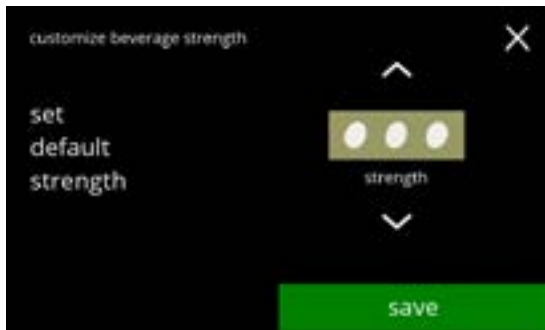 customize beverage strength
set
default
strength
strength
save